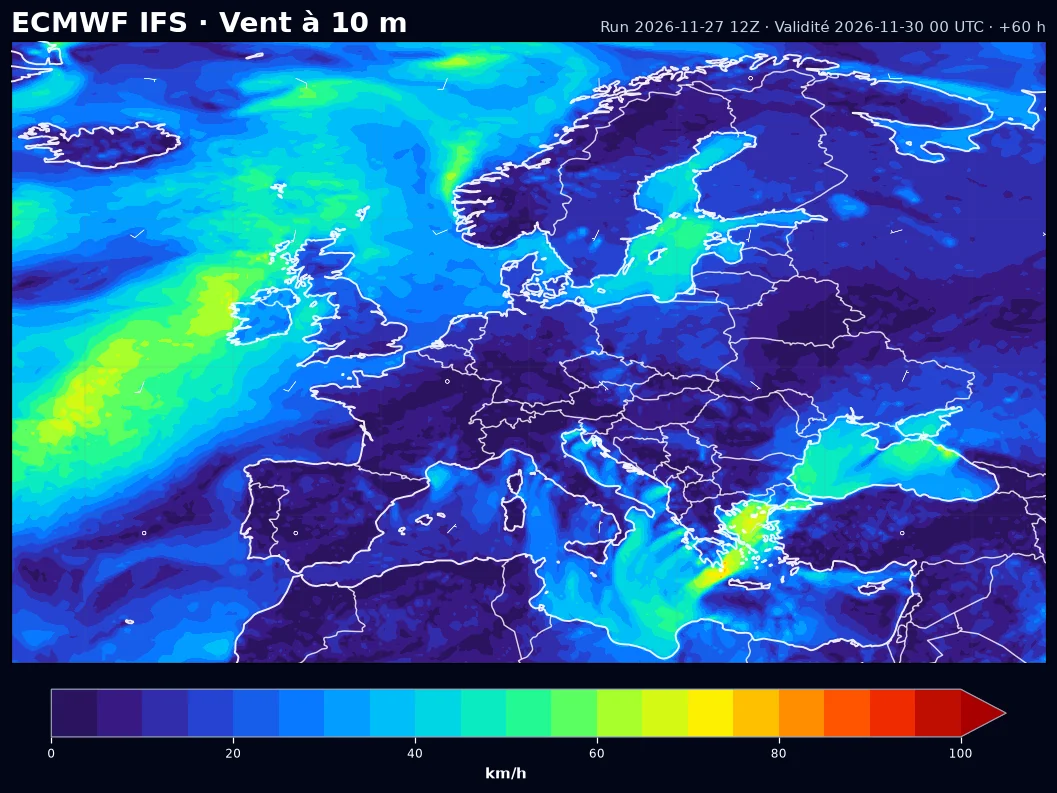 ECMWF IFS · Vent à 10 m
Run 2026-11-27 12Z · Validité 2026-11-30 00 UTC · +60 h
0 20 40 60 80 100
km/h